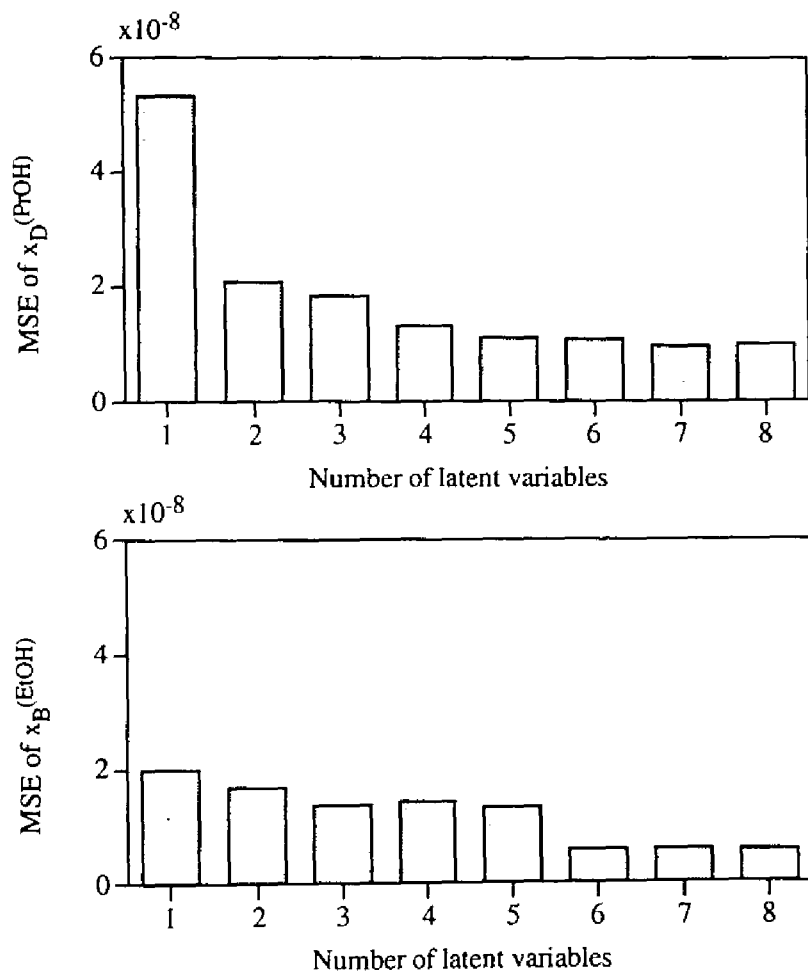 x10-8
6
4
2
0
MSE of xD(PrOH)
1 2 3 4 5 6 7 8
Number of latent variables
x10-8
6
4
2
0
MSE of xB(EtOH)
1 2 3 4 5 6 7 8
Number of latent variables